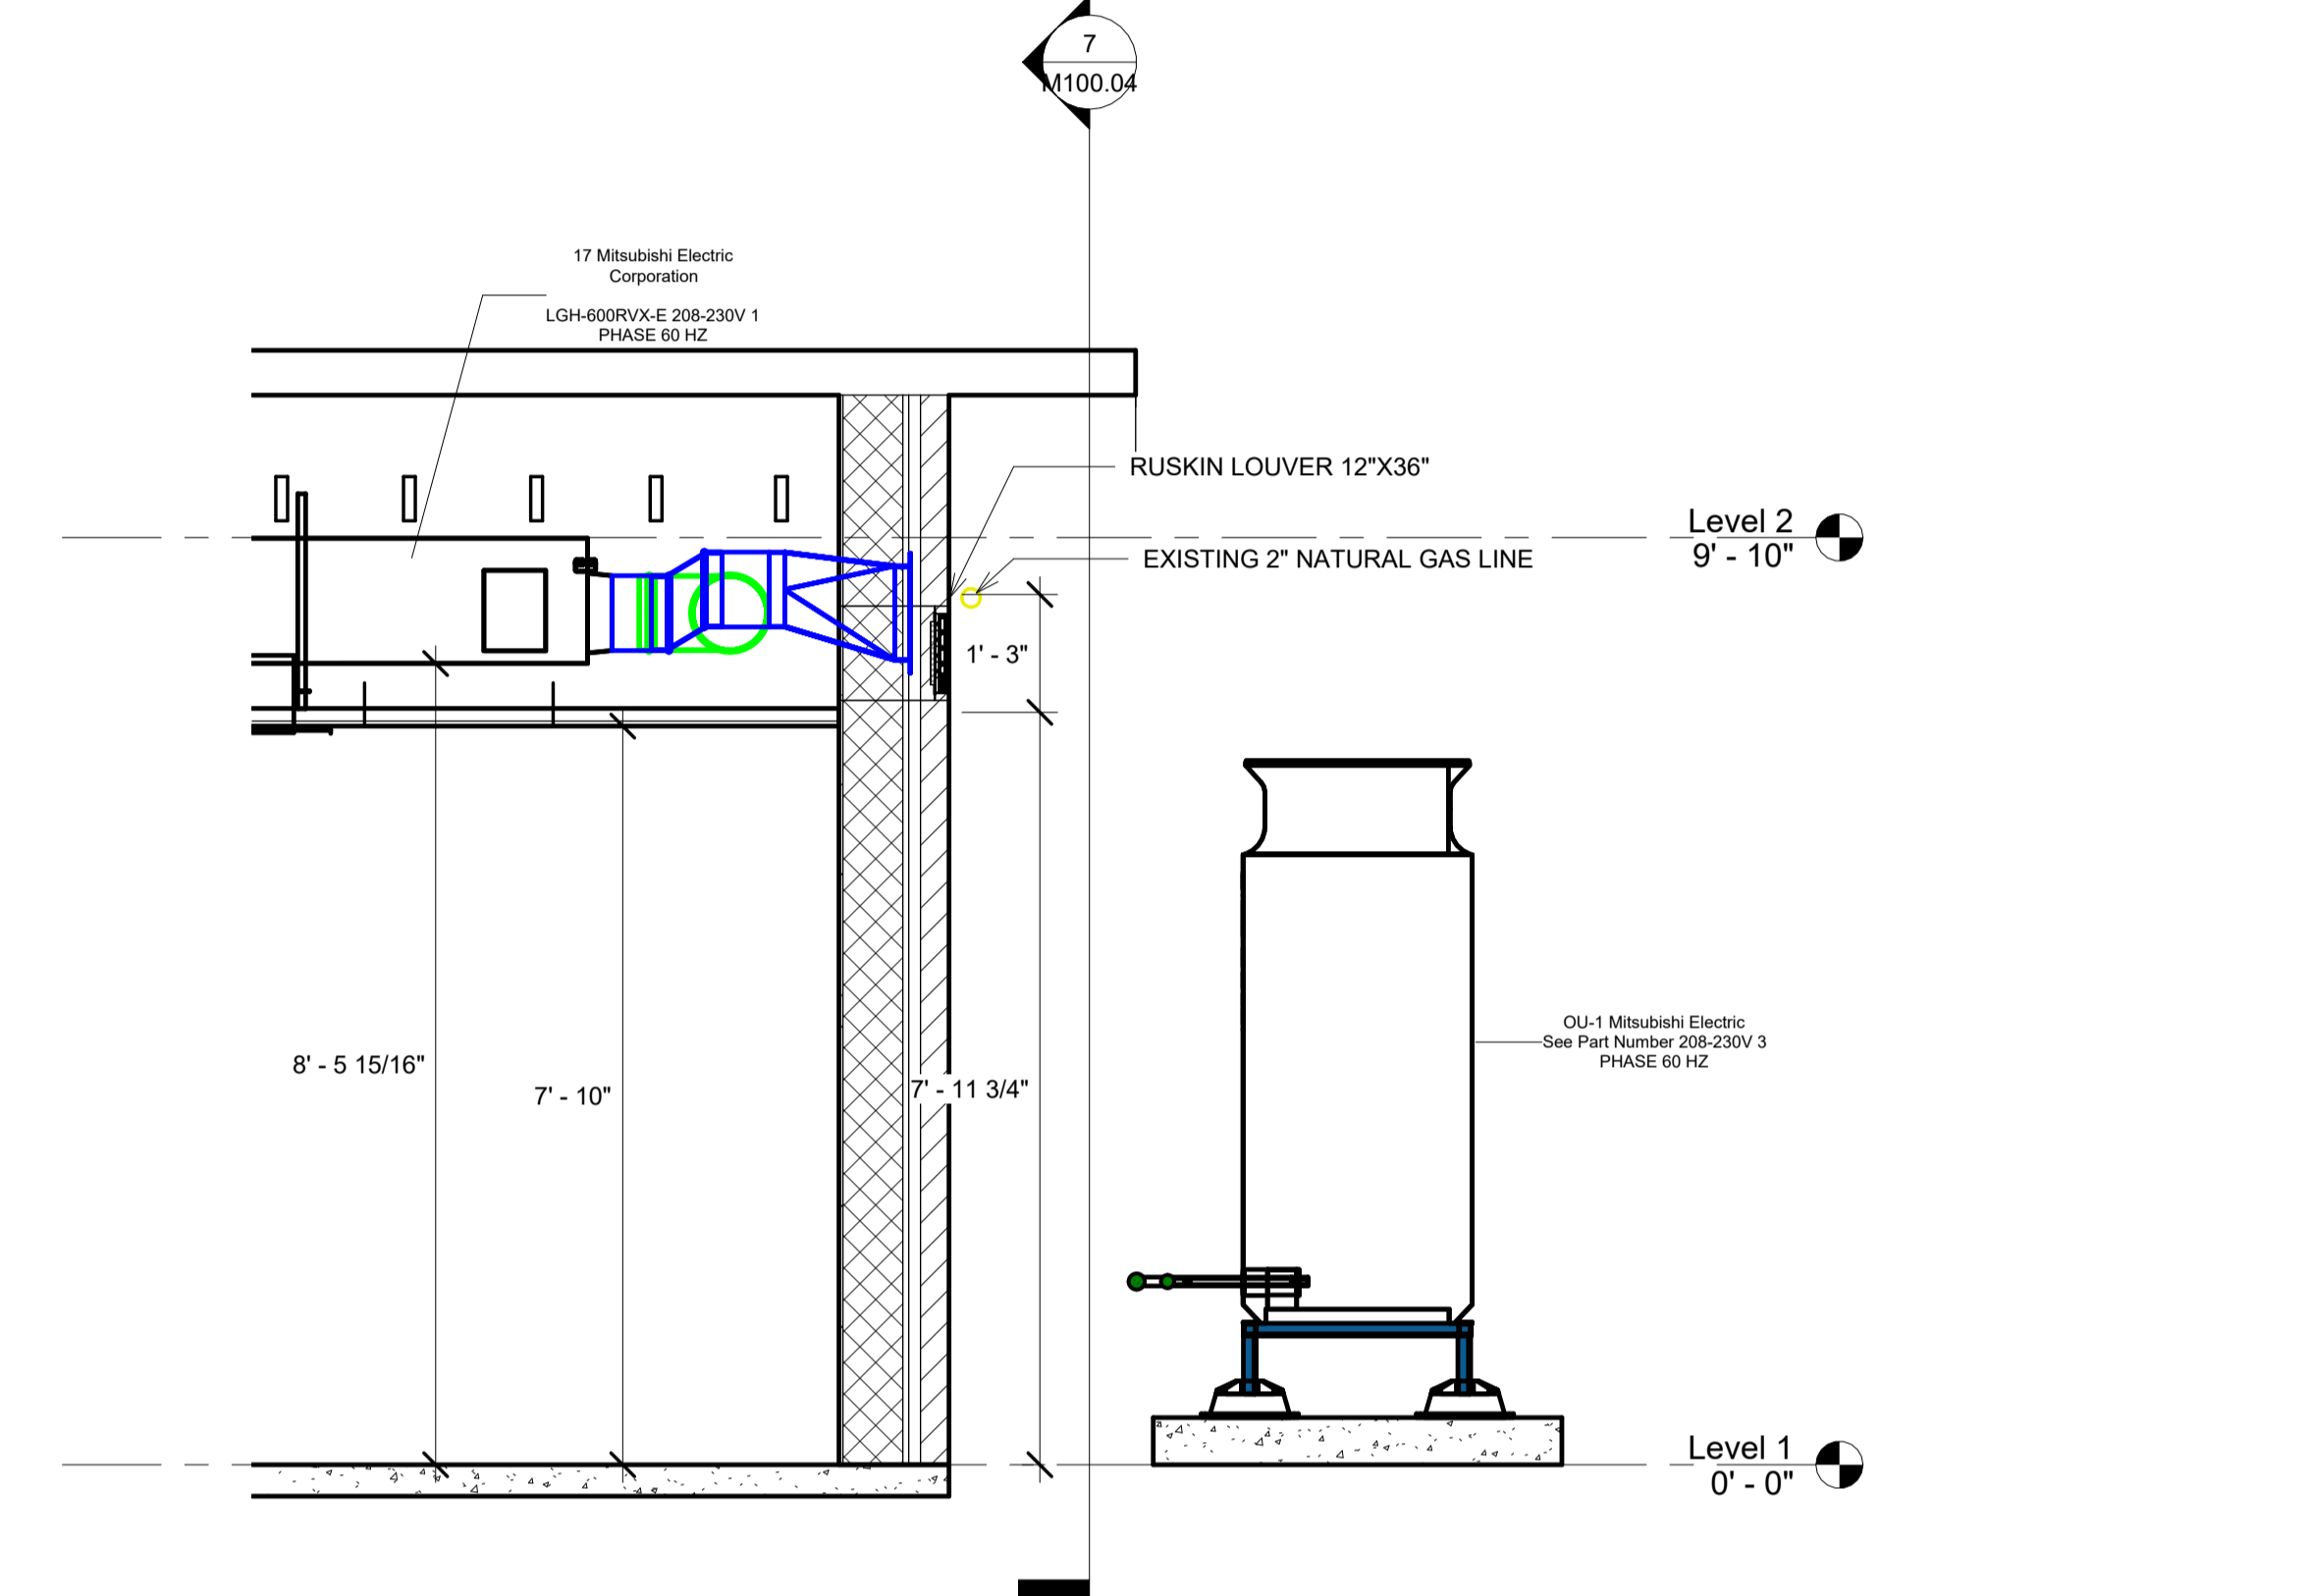 7
M100.04
17 Mitsubishi Electric
Corporation
LGH-600RVX-E 208-230V 1
PHASE 60 HZ
RUSKIN LOUVER 12"X36"
Level 2
9' - 10"
EXISTING 2" NATURAL GAS LINE
1' - 3"
OU-1 Mitsubishi Electric
See Part Number 208-230V 3
PHASE 60 HZ
8' - 5 15/16"
7' - 10"
7' - 11 3/4"
Level 1
0' - 0"